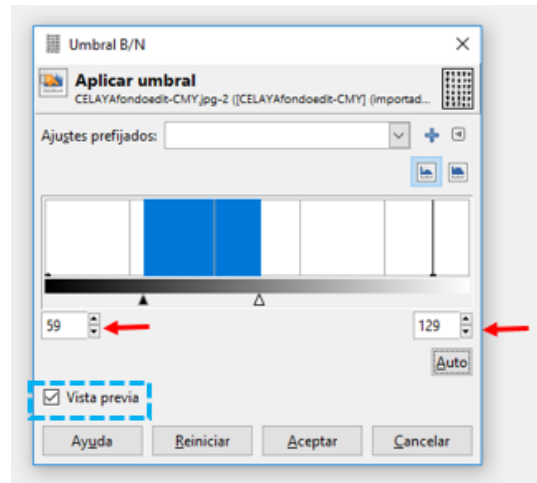 Umbral B/N
Aplicar umbral
CELAYAfondoedit-CMY.jpg-2 ([CELAYAfondoedit-CMY] (importad...
Ajustes prefijados:
59
129
Auto
Vista previa
Ayuda Reiniciar Aceptar Cancelar